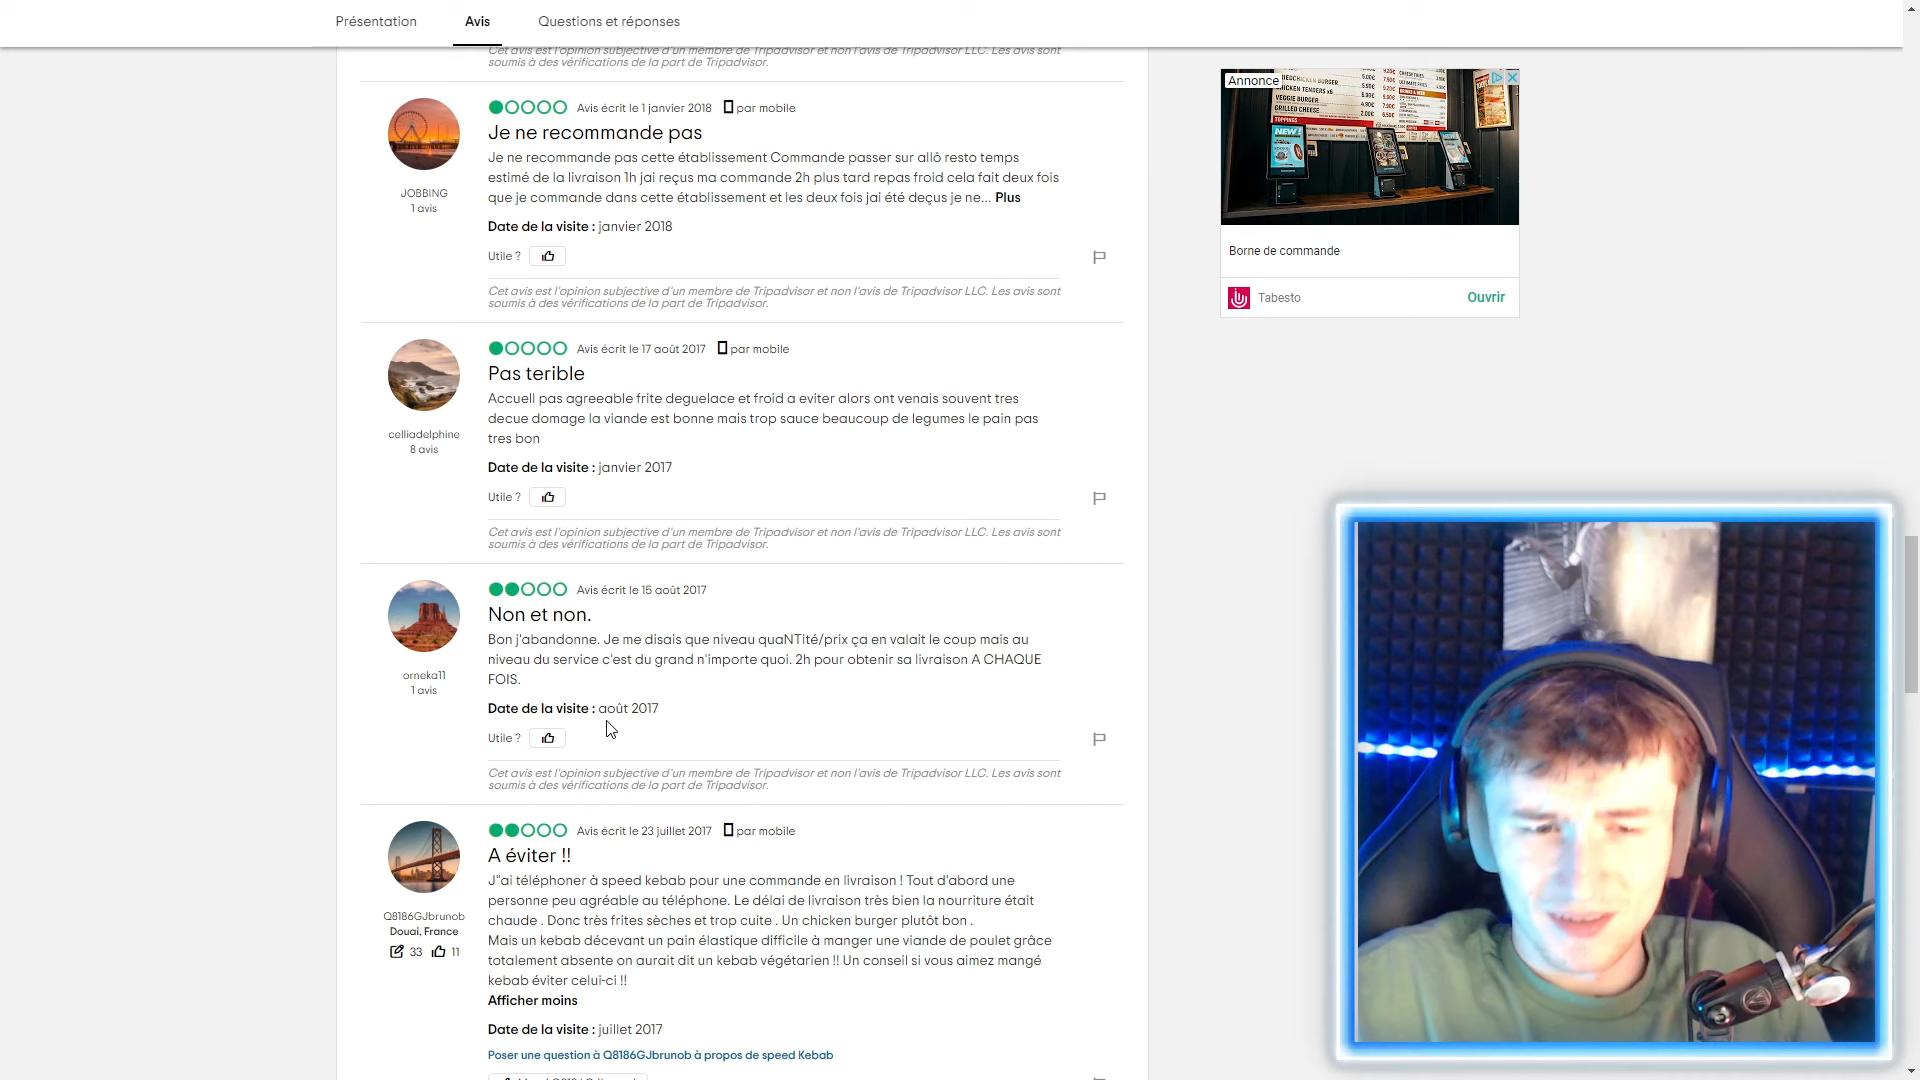 Présentation
Avis
Questions et réponses
Cet avis est l'opinion subjective d'un membre de Tripadvisor et non l'avis de Tripadvisor LLC. Les avis sont
soumis à des vérifications de la part de Tripadvisor.
Avis écrit le 1 janvier 2018 par mobile
Je ne recommande pas
Je ne recommande pas cette établissement Commande passer sur allô resto temps
estimé de la livraison 1h jai reçus ma commande 2h plus tard repas froid cela fait deux fois
que je commande dans cette établissement et les deux fois jai été deçus je ne... Plus
JOBBING
1 avis
Date de la visite : janvier 2018
Utile ?
Cet avis est l'opinion subjective d'un membre de Tripadvisor et non l'avis de Tripadvisor LLC. Les avis sont
soumis à des vérifications de la part de Tripadvisor.
Avis écrit le 17 août 2017 par mobile
Pas terible
Accuell pas agreeable frite deguelace et froid a eviter alors ont venais souvent tres
decue domage la viande est bonne mais trop sauce beaucoup de legumes le pain pas
tres bon
celliadelphine
8 avis
Date de la visite : janvier 2017
Utile ?
Cet avis est l'opinion subjective d'un membre de Tripadvisor et non l'avis de Tripadvisor LLC. Les avis sont
soumis à des vérifications de la part de Tripadvisor.
Avis écrit le 15 août 2017
Non et non.
Bon j'abandonne. Je me disais que niveau quaNTité/prix ça en valait le coup mais au
niveau du service c'est du grand n'importe quoi. 2h pour obtenir sa livraison A CHAQUE
FOIS.
orneka11
1 avis
Date de la visite : août 2017
Utile ?
Cet avis est l'opinion subjective d'un membre de Tripadvisor et non l'avis de Tripadvisor LLC. Les avis sont
soumis à des vérifications de la part de Tripadvisor.
Avis écrit le 23 juillet 2017 par mobile
A éviter !!
J"ai téléphoner à speed kebab pour une commande en livraison ! Tout d'abord une
personne peu agréable au téléphone. Le délai de livraison très bien la nourriture était
chaude . Donc très frites sèches et trop cuite . Un chicken burger plutôt bon .
Mais un kebab décevant un pain élastique difficile à manger une viande de poulet grâce
totalement absente on aurait dit un kebab végétarien !! Un conseil si vous aimez mangé
kebab éviter celui-ci !!
Afficher moins
Q8186GJbrunob
Douai, France
33 11
Date de la visite : juillet 2017
Poser une question à Q8186GJbrunob à propos de speed Kebab
Annonce
CHICKEN TENDERS x6
VEGGIE BURGER
GRILLED CHEESE
TOPPINGS
NEW!
Borne de commande
Tabesto
Ouvrir